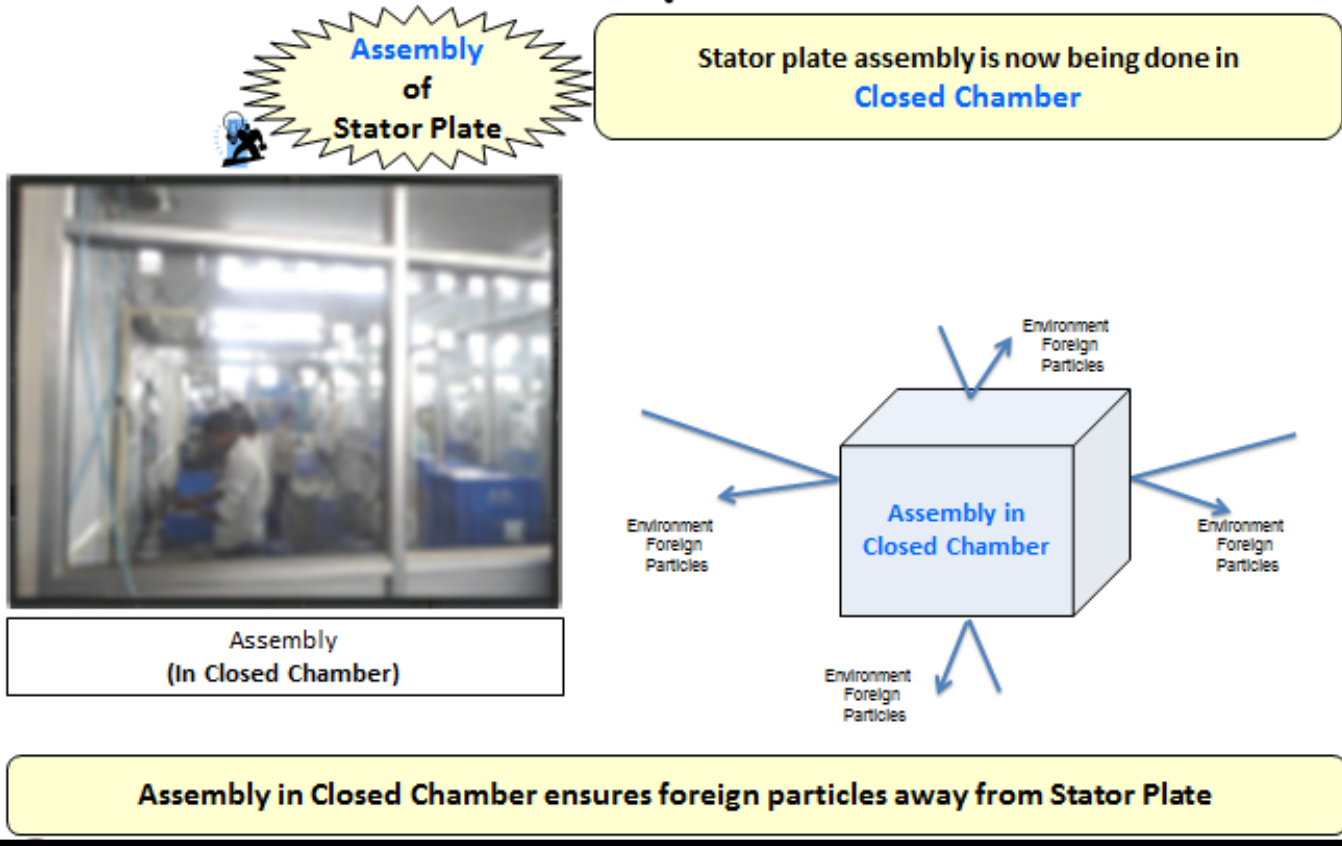 Assembly
of
Stator Plate
Stator plate assembly is now being done in
Closed Chamber
Environment
Foreign
Particles
Environment
Foreign
Particles
Assembly in
Closed Chamber
Environment
Foreign
Particles
Assembly
(In Closed Chamber)
Environment
Foreign
Particles
Assembly in Closed Chamber ensures foreign particles away from Stator Plate